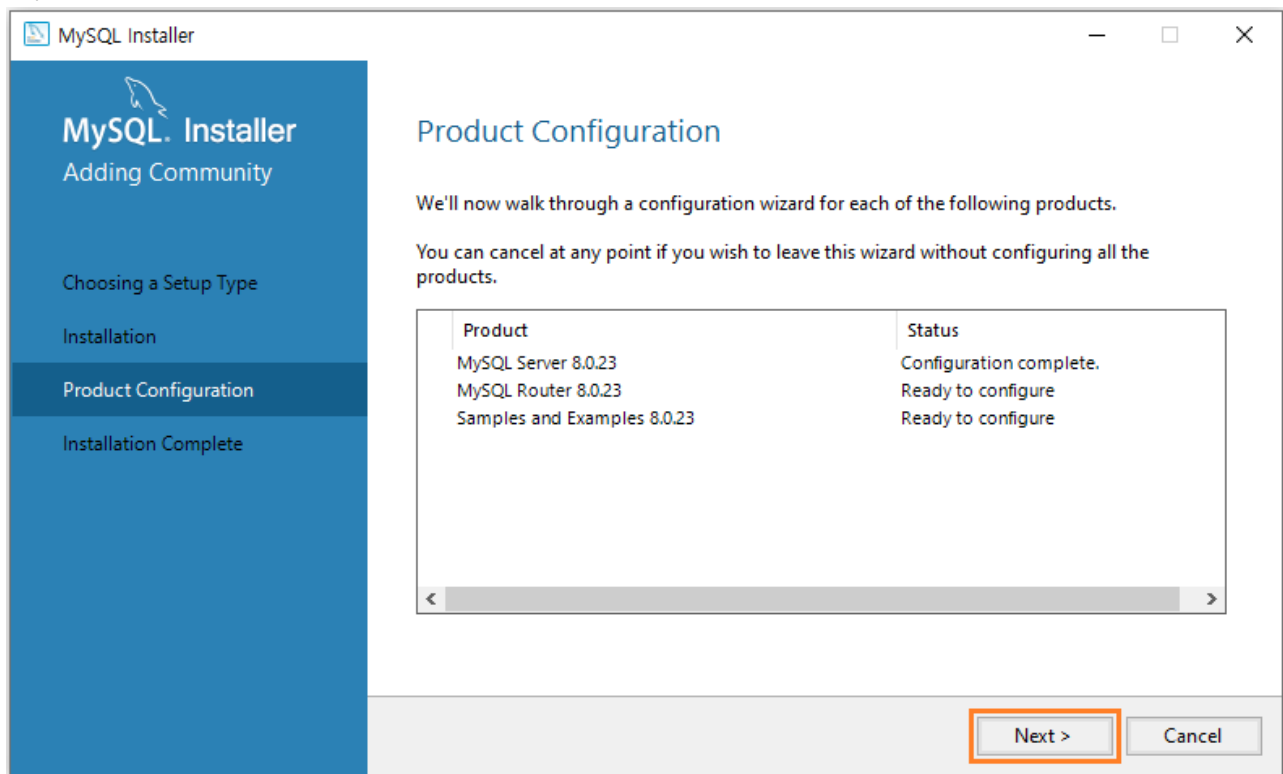 MySQL Installer
MySQL. Installer
Adding Community
Choosing a Setup Type
Installation
Product Configuration
Installation Complete
Product Configuration
We'll now walk through a configuration wizard for each of the following products.
You can cancel at any point if you wish to leave this wizard without configuring all the
products.
Product Status
MySQL Server 8.0.23 Configuration complete.
MySQL Router 8.0.23 Ready to configure
Samples and Examples 8.0.23 Ready to configure
Next > Cancel